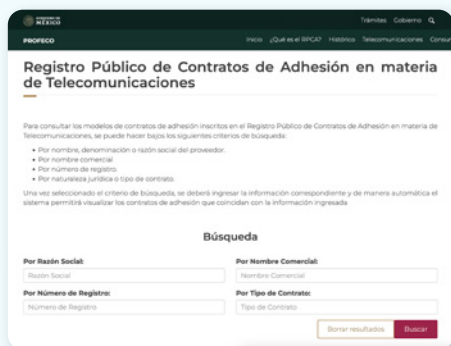 GOBIERNO DE
MÉXICO
Trámites Gobierno
PROFECO
Inicio ¿Qué es el RPCA? Histórico Telecomunicaciones Consum
Registro Público de Contratos de Adhesión en materia
de Telecomunicaciones
Para consultar los modelos de contratos de adhesión inscritos en el Registro Público de Contratos de Adhesión en materia de
Telecomunicaciones, se puede hacer bajos los siguientes criterios de búsqueda:
• Por nombre, denominación o razón social del proveedor.
• Por nombre comercial
• Por número de registro.
• Por naturaleza jurídica o tipo de contrato.
Una vez seleccionado el criterio de búsqueda, se deberá ingresar la información correspondiente y de manera automática el
sistema permitirá visualizar los contratos de adhesión que coincidan con la información ingresada
Búsqueda
Por Razón Social: Por Nombre Comercial:
Razón Social Nombre Comercial
Por Número de Registro: Por Tipo de Contrato:
Número de Registro Tipo de Contrato
Borrar resultados Buscar